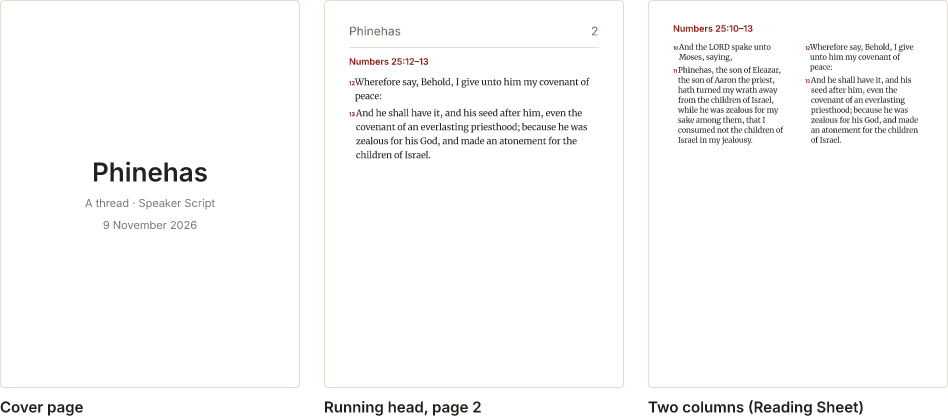 Phinehas
A thread · Speaker Script
9 November 2026
Cover page
Phinehas 2
Numbers 25:12–13
12Wherefore say, Behold, I give unto him my covenant of
peace:
13And he shall have it, and his seed after him, even the
covenant of an everlasting priesthood; because he was
zealous for his God, and made an atonement for the
children of Israel.
Running head, page 2
Numbers 25:10–13
10And the LORD spake unto
Moses, saying,
11Phinehas, the son of Eleazar,
the son of Aaron the priest,
hath turned my wrath away
from the children of Israel,
while he was zealous for my
sake among them, that I
consumed not the children of
Israel in my jealousy.
12Wherefore say, Behold, I give
unto him my covenant of
peace:
13And he shall have it, and his
seed after him, even the
covenant of an everlasting
priesthood; because he was
zealous for his God, and made
an atonement for the children
of Israel.
Two columns (Reading Sheet)